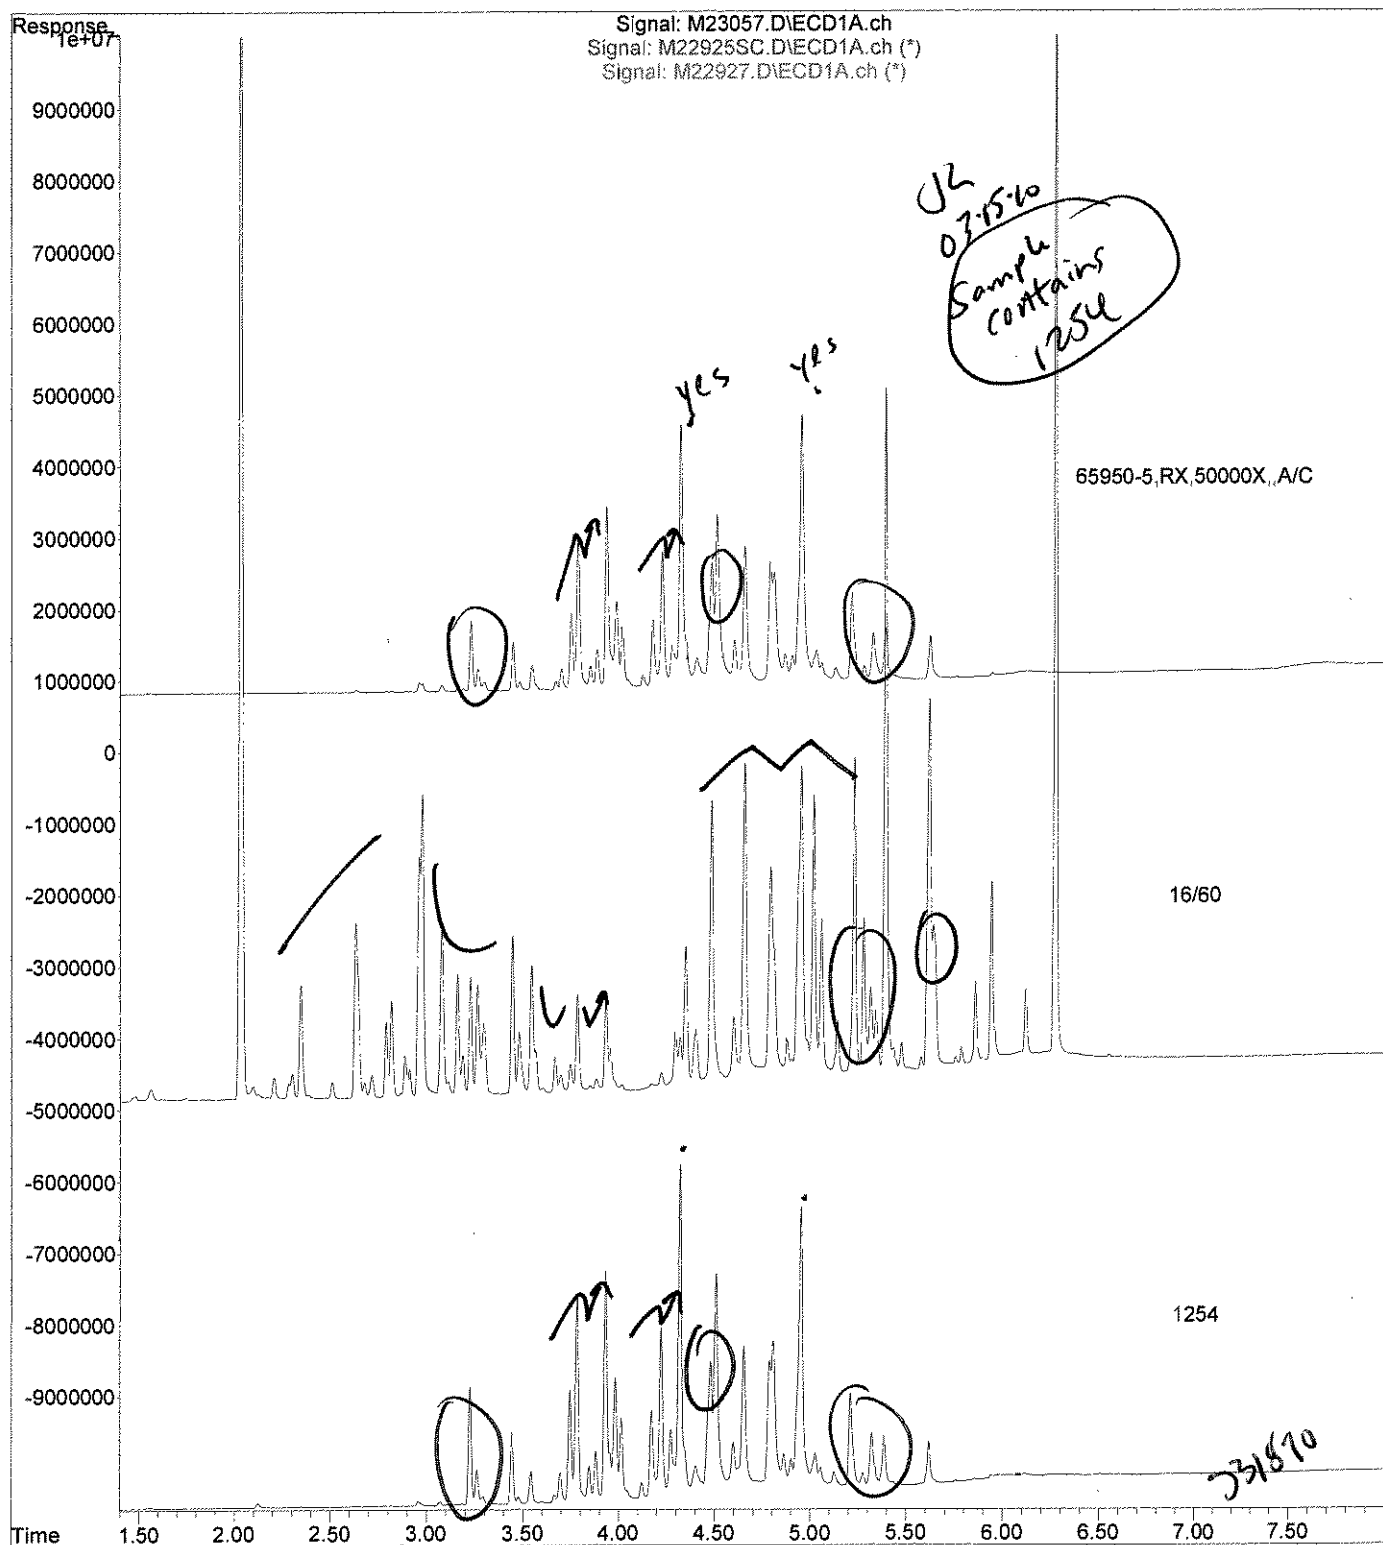 Response
Signal: M23057.D\ECD1A.ch
Signal: M22925SC.D\ECD1A.ch (*)
Signal: M22927.D\ECD1A.ch (*)
1e+07
9000000
8000000
7000000
6000000
5000000
4000000
3000000
2000000
1000000
0
-1000000
-2000000
-3000000
-4000000
-5000000
-6000000
-7000000
-8000000
-9000000
03.15.10
Sample
contains
1254
yes
yes
65950-5,RX,50000X,,A/C
16/60
1254
Time
1.50 2.00 2.50 3.00 3.50 4.00 4.50 5.00 5.50 6.00 6.50 7.00 7.50